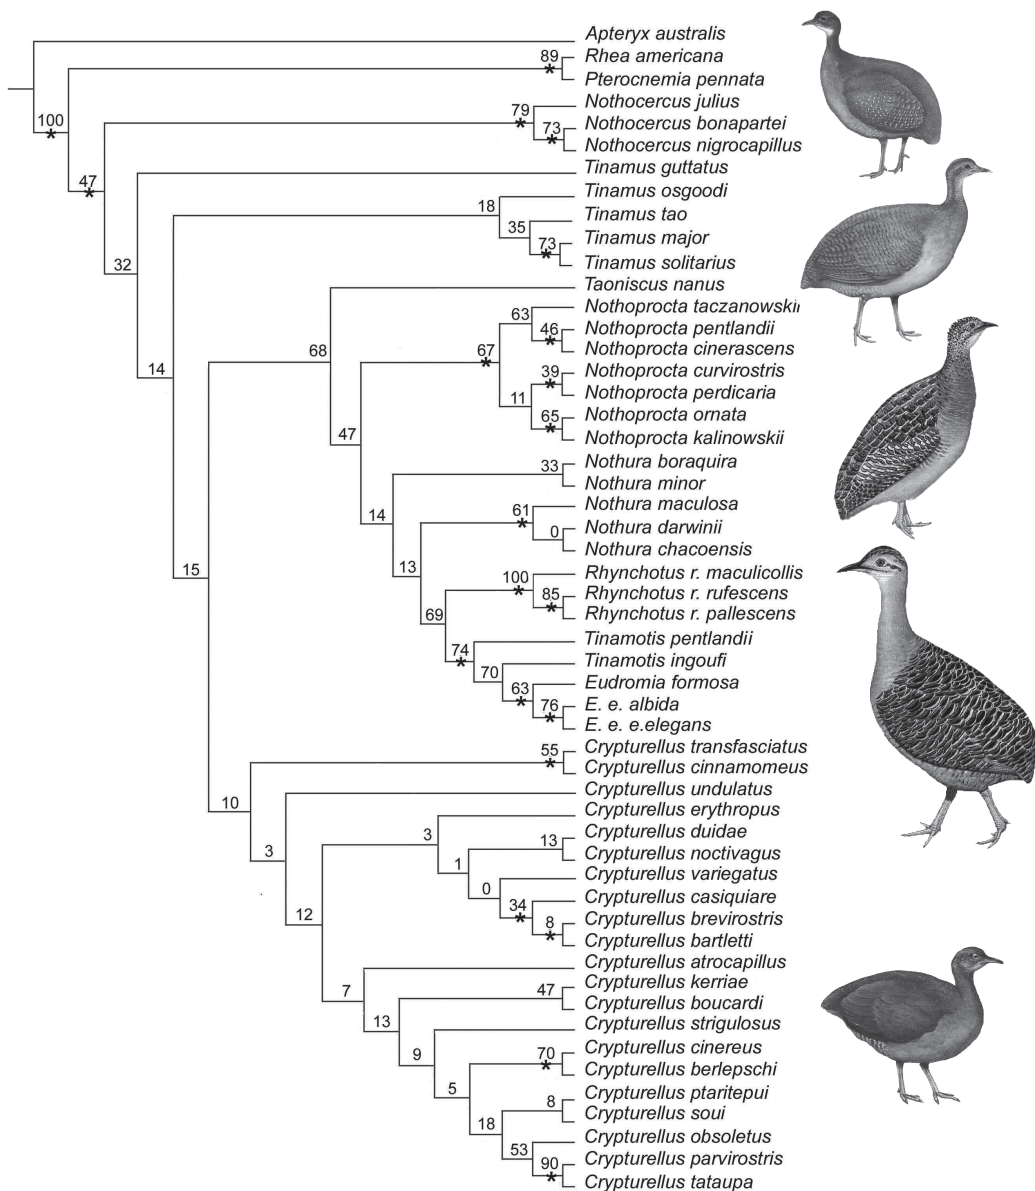 Apteryx australis
89
Rhea americana
Pterocnemia pennata
100
*
Nothocercus julius
79
Nothocercus bonapartei
73
Nothocercus nigrocapillus
47
*
Tinamus guttatus
Tinamus osgoodi
18
Tinamus tao
35
Tinamus major
73
Tinamus solitarius
32
Taoniscus nanus
Nothoprocta taczanowskii
63
Nothoprocta pentlandii
46
Nothoprocta cinerascens
68
67
Nothoprocta curvirostris
39
Nothoprocta perdicaria
14
11
Nothoprocta ornata
65
Nothoprocta kalinowskii
47
Nothura boraquira
33
Nothura minor
Nothura maculosa
61
14
Nothura darwinii
0
Nothura chacoensis
15
13
100
Rhynchotus r. maculicollis
85
Rhynchotus r. rufescens
Rhynchotus r. pallescens
69
Tinamotis pentlandii
74
Tinamotis ingoufi
70
Eudromia formosa
63
E. e. albida
76
E. e. e.elegans
Crypturellus transfasciatus
55
Crypturellus cinnamomeus
Crypturellus undulatus
10
Crypturellus erythropus
Crypturellus duidae
3
13
Crypturellus noctivagus
3
1
Crypturellus variegatus
0
Crypturellus casiquiare
34
Crypturellus brevirostris
12
8
Crypturellus bartletti
Crypturellus atrocapillus
Crypturellus kerriae
7
47
Crypturellus boucardi
13
Crypturellus strigulosus
9
Crypturellus cinereus
70
Crypturellus berlepschi
5
Crypturellus ptaritepui
8
Crypturellus soui
18
Crypturellus obsoletus
53
Crypturellus parvirostris
90
Crypturellus tataupa